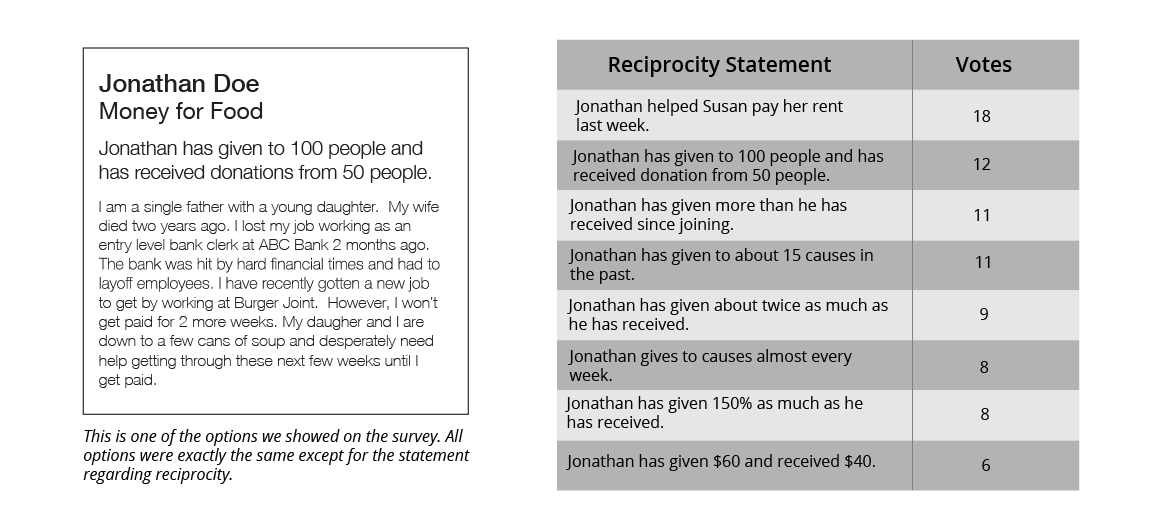 Jonathan Doe
Money for Food
Jonathan has given to 100 people and
has received donations from 50 people.
I am a single father with a young daughter.  My wife
died two years ago. I lost my job working as an
entry level bank clerk at ABC Bank 2 months ago.
The bank was hit by hard financial times and had to
layoff employees. I have recently gotten a new job
to get by working at Burger Joint.  However, I won't
get paid for 2 more weeks. My daugher and I are
down to a few cans of soup and desperately need
help getting through these next few weeks until I
get paid.
This is one of the options we showed on the survey. All
options were exactly the same except for the statement
regarding reciprocity.
Reciprocity Statement Votes
Jonathan helped Susan pay her rent
last week.
18
Jonathan has given to 100 people and has
received donation from 50 people.
12
Jonathan has given more than he has
received since joining.
11
Jonathan has given to about 15 causes in
the past.
11
Jonathan has given about twice as much as
he has received.
9
Jonathan gives to causes almost every
week.
8
Jonathan has given 150% as much as he
has received.
8
Jonathan has given $60 and received $40.
6